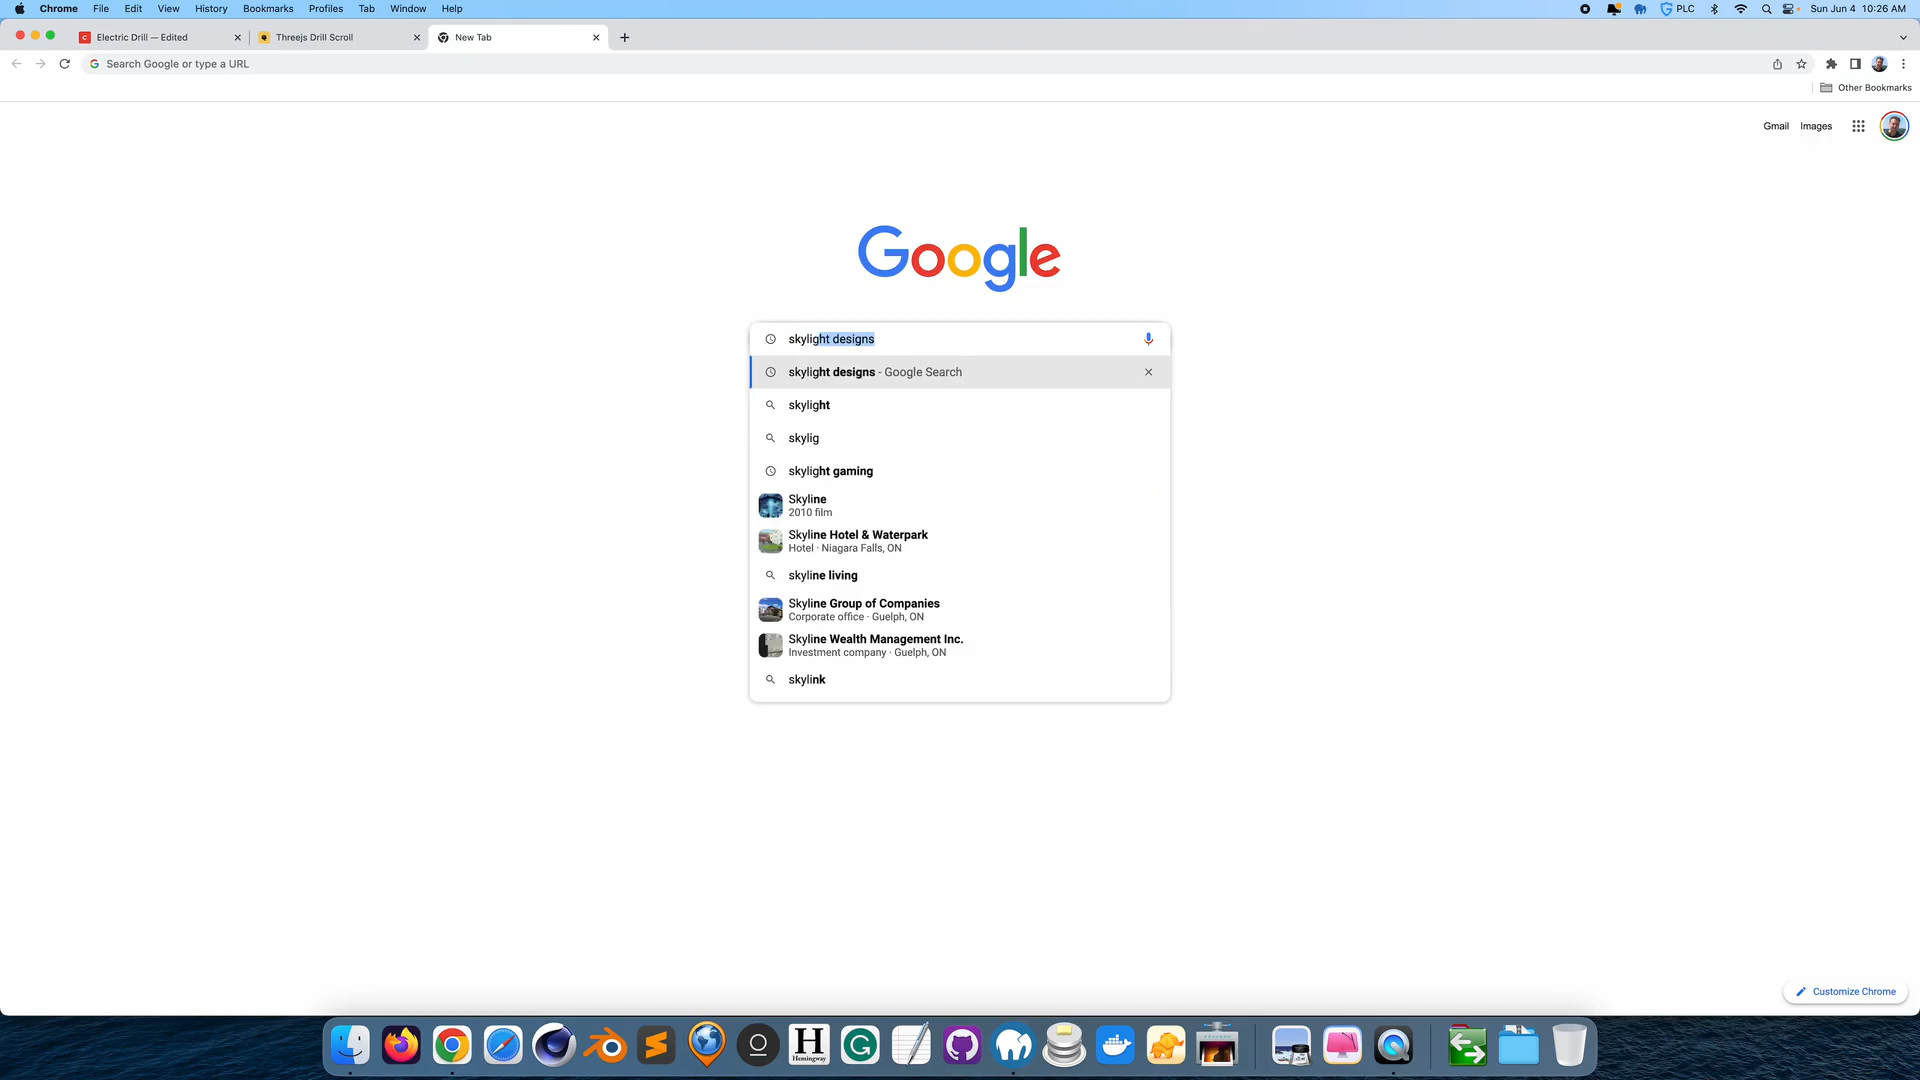 Chrome File Edit View History Bookmarks Profiles Tab Window Help PLC Sun Jun 4 10:26 AM
Electric Drill — Edited Threejs Drill Scroll New Tab
Search Google or type a URL
Other Bookmarks
Gmail Images
Google
skylight designs
skylight designs - Google Search
skylight
skylig
skylight gaming
Skyline
2010 film
Skyline Hotel & Waterpark
Hotel · Niagara Falls, ON
skyline living
Skyline Group of Companies
Corporate office · Guelph, ON
Skyline Wealth Management Inc.
Investment company · Guelph, ON
skylink
Customize Chrome
H
Hemingway